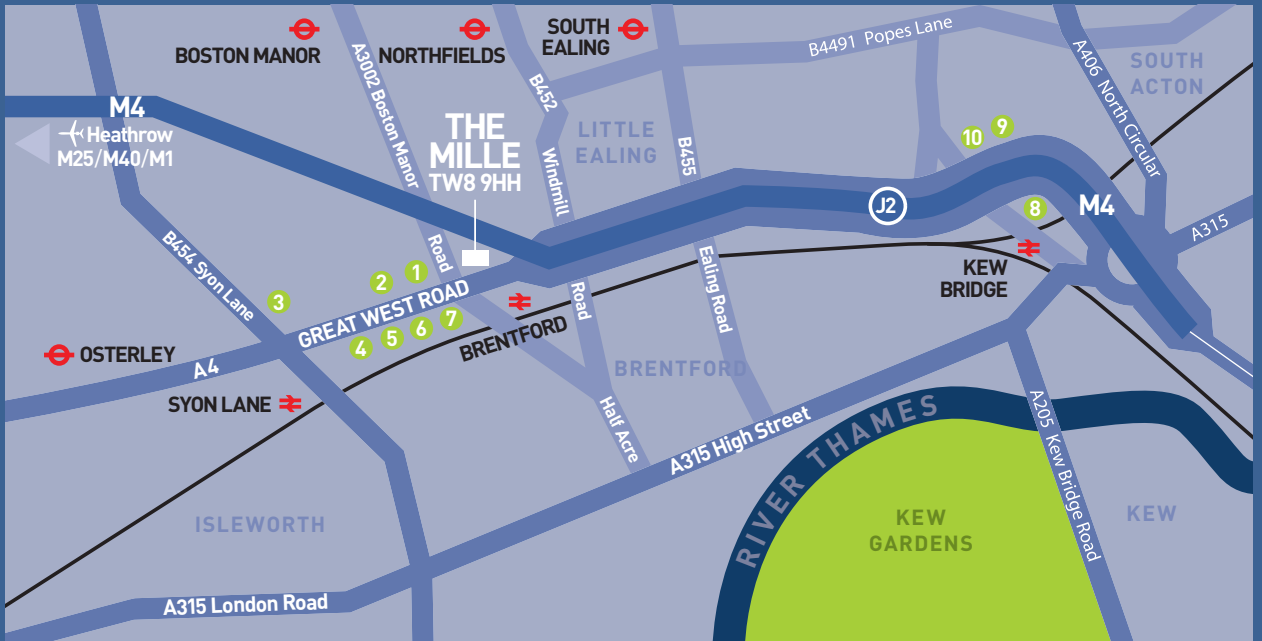 BOSTON MANOR
NORTHFIELDS
SOUTH
EALING
B4491 Popes Lane
A406 North Circular
SOUTH
ACTON
M4
Heathrow
M25/M40/M1
A3002 Boston Manor
Road
B452
Windmill
Road
THE
MILLE
TW8 9HH
LITTLE
EALING
B455
Ealing Road
10
9
J2
8
M4
A315
KEW
BRIDGE
B454 Syon Lane
3
2
1
GREAT WEST ROAD
4
5
6
7
BRENTFORD
OSTERLEY
A4
SYON LANE
BRENTFORD
Half Acre
A315 High Street
RIVER THAMES
A205 Kew Bridge Road
ISLEWORTH
KEW
GARDENS
KEW
A315 London Road